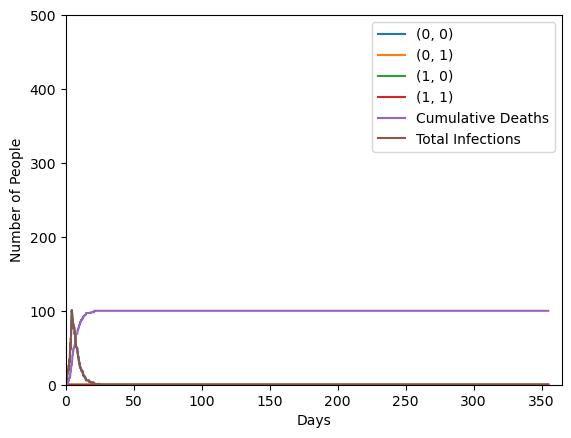 500
400
300
200
100
0
Number of People
0 50 100 150 200 250 300 350
Days
(0, 0)
(0, 1)
(1, 0)
(1, 1)
Cumulative Deaths
Total Infections